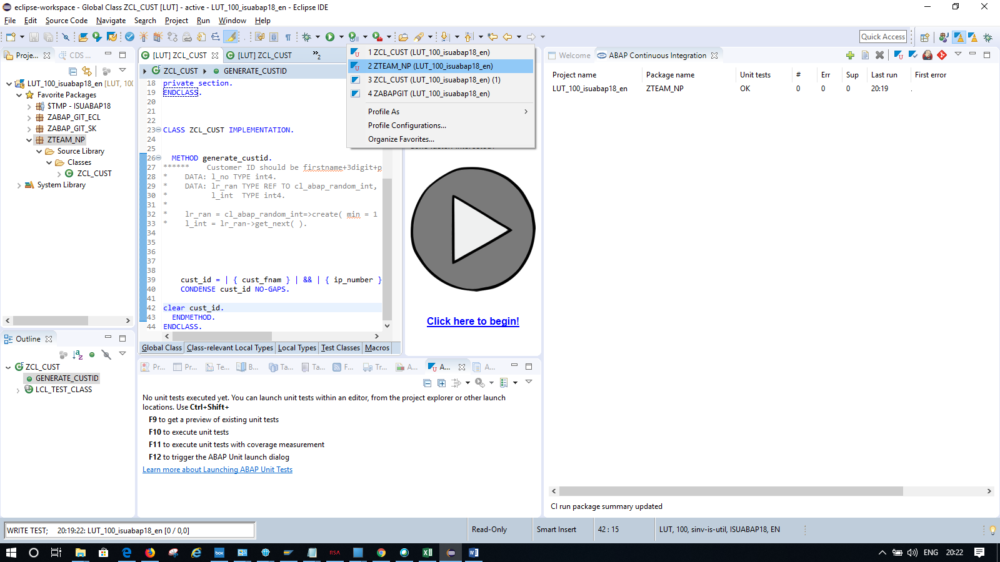 eclipse-workspace - Global Class ZCL_CUST [LUT] - active - LUT_100_isuabap18_en - Eclipse IDE
File Edit Source Code Navigate Search Project Run Window Help
Quick Access
Proje...
CDS ...
LUT_100_isuabap18_en [LUT, 100
Favorite Packages
$TMP - ISUABAP18
ZABAP_GIT_ECL
ZABAP_GIT_SK
ZTEAM_NP
Source Library
Classes
ZCL_CUST
System Library
Outline
ZCL_CUST
GENERATE_CUSTID
LCL_TEST_CLASS
[LUT] ZCL_CUST
[LUT] ZCL_CUST
»2
ZCL_CUST
GENERATE_CUSTID
18 private section.
19 ENDCLASS.
20
21
22
23 CLASS ZCL_CUST IMPLEMENTATION.
24
25
26 METHOD generate_custid.
27 ****** Customer ID should be firstname+3digit+p
28 * DATA: l_no TYPE int4.
29 * DATA: lr_ran TYPE REF TO cl_abap_random_int,
30 * l_int TYPE int4.
31 *
32 * lr_ran = cl_abap_random_int=>create( min = 1
33 * l_int = lr_ran->get_next( ).
34
35
36
37
38
39 cust_id = | { cust_fnam } | && | { ip_number }
40 CONDENSE cust_id NO-GAPS.
41
42 clear cust_id.
43 ENDMETHOD.
44 ENDCLASS.
Global Class Class-relevant Local Types Local Types Test Classes Macros
1 ZCL_CUST (LUT_100_isuabap18_en)
2 ZTEAM_NP (LUT_100_isuabap18_en)
3 ZCL_CUST (LUT_100_isuabap18_en) (1)
4 ZABAPGIT (LUT_100_isuabap18_en)
Profile As
Profile Configurations...
Organize Favorites...
Click here to begin!
Pr... Pr... Te... B... Ta... Ta... F... Tr... A... A... A...
No unit tests executed yet. You can launch unit tests within an editor, from the project explorer or other launch
locations. Use Ctrl+Shift+
F9 to get a preview of existing unit tests
F10 to execute unit tests
F11 to execute unit tests with coverage measurement
F12 to trigger the ABAP Unit launch dialog
Learn more about Launching ABAP Unit Tests
Welcome
ABAP Continuous Integration
Project name Package name Unit tests # Err Sup Last run First error
LUT_100_isuabap18_en ZTEAM_NP OK 0 0 0 20:19 .
CI run package summary updated
WRITE TEST; 20:19:22: LUT_100_isuabap18_en [0 / 0,0]
Read-Only
Smart Insert
42 : 15
LUT, 100, sinv-is-util, ISUABAP18, EN
box
RSA
ENG
20:22